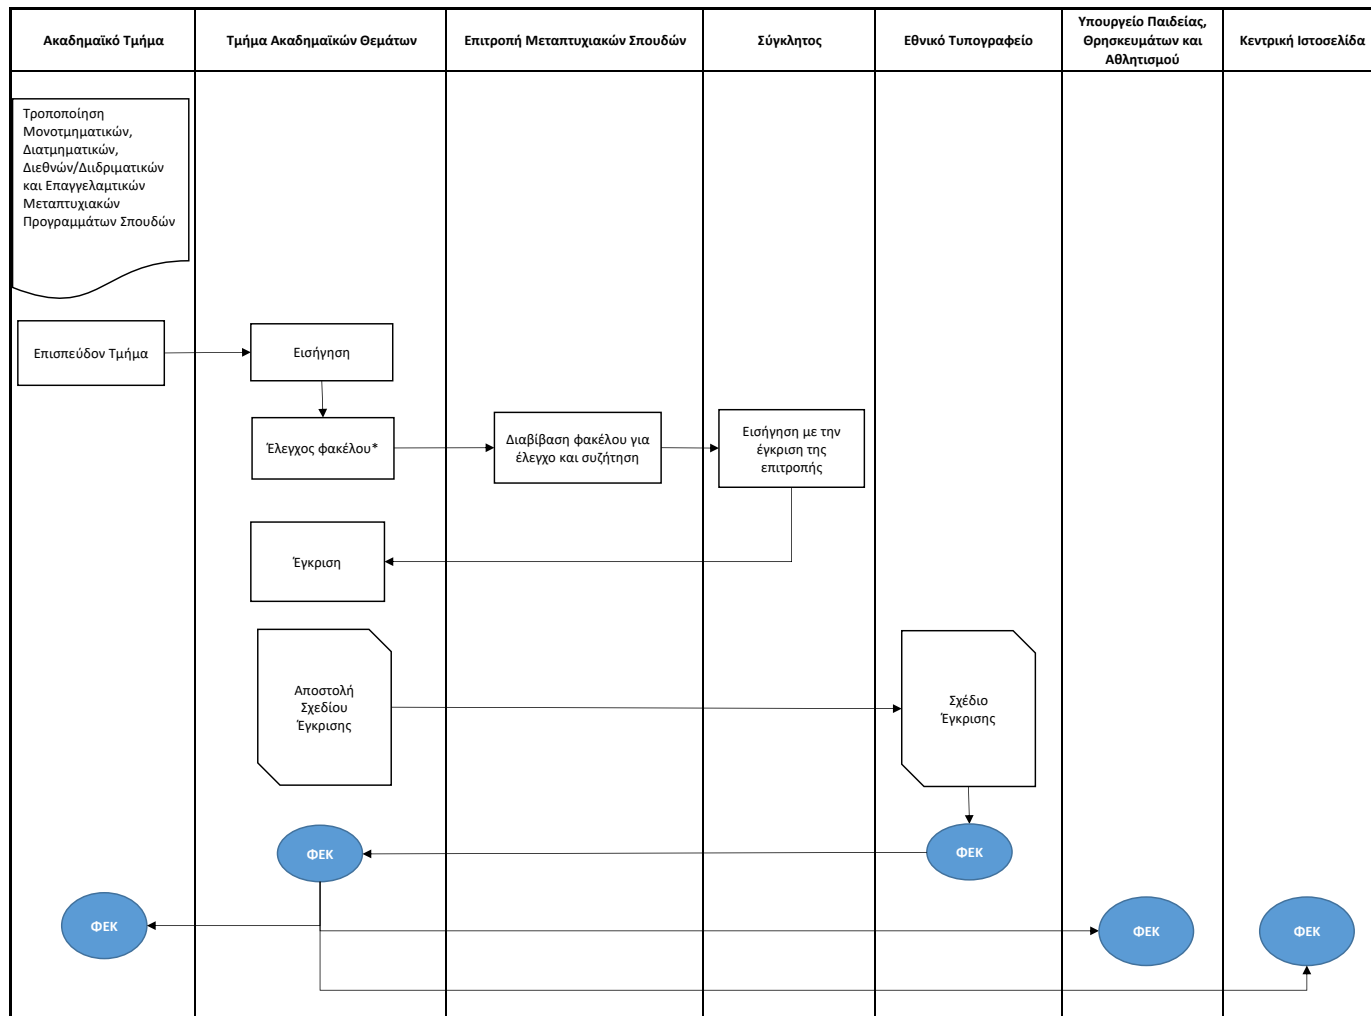 Ακαδημαϊκό Τμήμα
Τμήμα Ακαδημαϊκών Θεμάτων
Επιτροπή Μεταπτυχιακών Σπουδών
Σύγκλητος
Εθνικό Τυπογραφείο
Υπουργείο Παιδείας,
Θρησκευμάτων και
Αθλητισμού
Κεντρική Ιστοσελίδα
Τροποποίηση
Μονοτμηματικών,
Διατμηματικών,
Διεθνών/Διιδριματικών
και Επαγγελαμτικών
Μεταπτυχιακών
Προγραμμάτων Σπουδών
Επισπεύδον Τμήμα
Εισήγηση
Έλεγχος φακέλου*
Διαβίβαση φακέλου για
έλεγχο και συζήτηση
Εισήγηση με την
έγκριση της
επιτροπής
Έγκριση
Αποστολή
Σχεδίου
Έγκρισης
Σχέδιο
Έγκρισης
ΦΕΚ
ΦΕΚ
ΦΕΚ
ΦΕΚ
ΦΕΚ